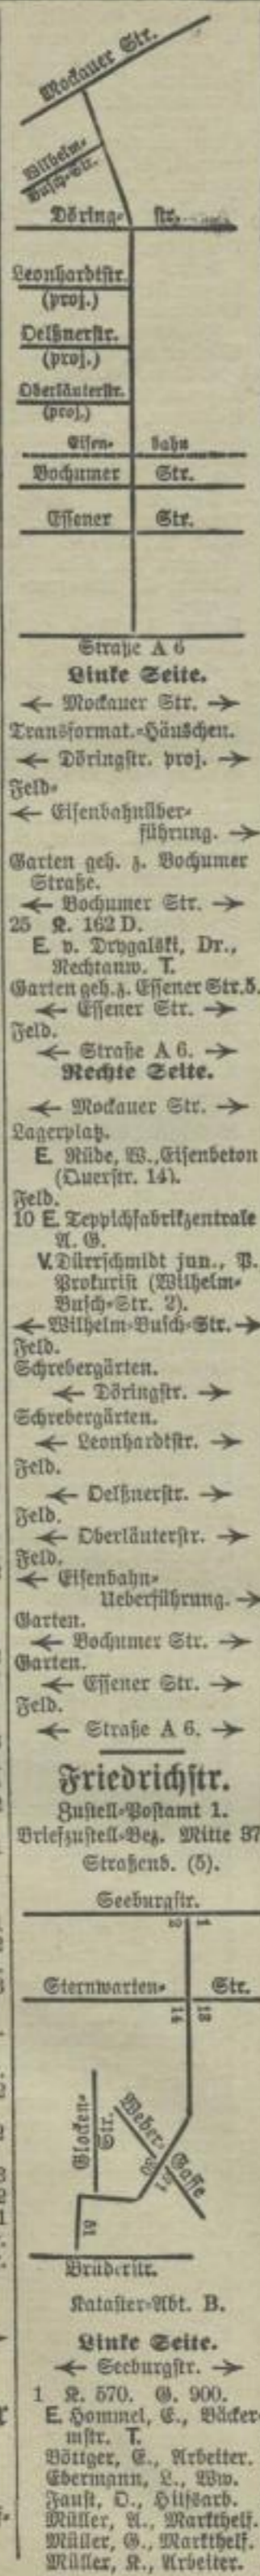 Mockauer Str.
Wilhelm-
Busch-Str.
Döring- str.
Leonhardtstr.
(proj.)
Oelßnerstr.
(proj.)
Oberläuterstr.
(proj.)
Eisen- bahn
Bochumer Str.
Essener Str.
Straße A 6
Linke Seite.
← Mockauer Str. →
Transformat.-Häuschen.
← Döringstr. proj. →
Feld-
← Eisenbahnüber-
führung. →
Garten geh. z. Bochumer
Straße.
← Bochumer Str. →
25 K. 162 D.
E. v. Drygalski, Dr.,
Rechtanw. T.
Garten geh. z. Essener Str. 5.
← Essener Str. →
Feld.
← Straße A 6. →
Rechte Seite.
← Mockauer Str. →
Lagerplatz.
E. Rüde, W., Eisenbeton
(Querstr. 14).
Feld.
10 E. Teppichfabrikzentrale
A. G.
V. Dürrschmidt jun., P.
Prokurist (Wilhelm-
Busch-Str. 2).
← Wilhelm-Busch-Str. →
Feld.
Schrebergärten.
← Döringstr. →
Schrebergärten.
← Leonhardtstr. →
Feld.
← Oelßnerstr. →
Feld.
← Oberläuterstr. →
Feld.
← Eisenbahn-
Ueberführung. →
Garten.
← Bochumer Str. →
Garten.
← Essener Str. →
Feld.
← Straße A 6. →
Friedrichstr.
Zustell-Postamt 1.
Briefzustell-Bez. Mitte 37
Straßenb. (5).
Seeburgstr.
2 1
Sternwarten- Str.
14 13
Glocken-
Str.
Weber-
Gasse
51
Brüderstr.
Kataster-Abt. B.
Linke Seite.
← Seeburgstr. →
1 K. 570. G. 900.
E. Hommel, E., Bäcker-
mstr. T.
Böttger, E., Arbeiter.
Ebermann, L., Ww.
Faust, O., Hilfsarb.
Müller, A., Markthelf.
Müller, G., Markthelf.
Müller, K., Arbeiter.